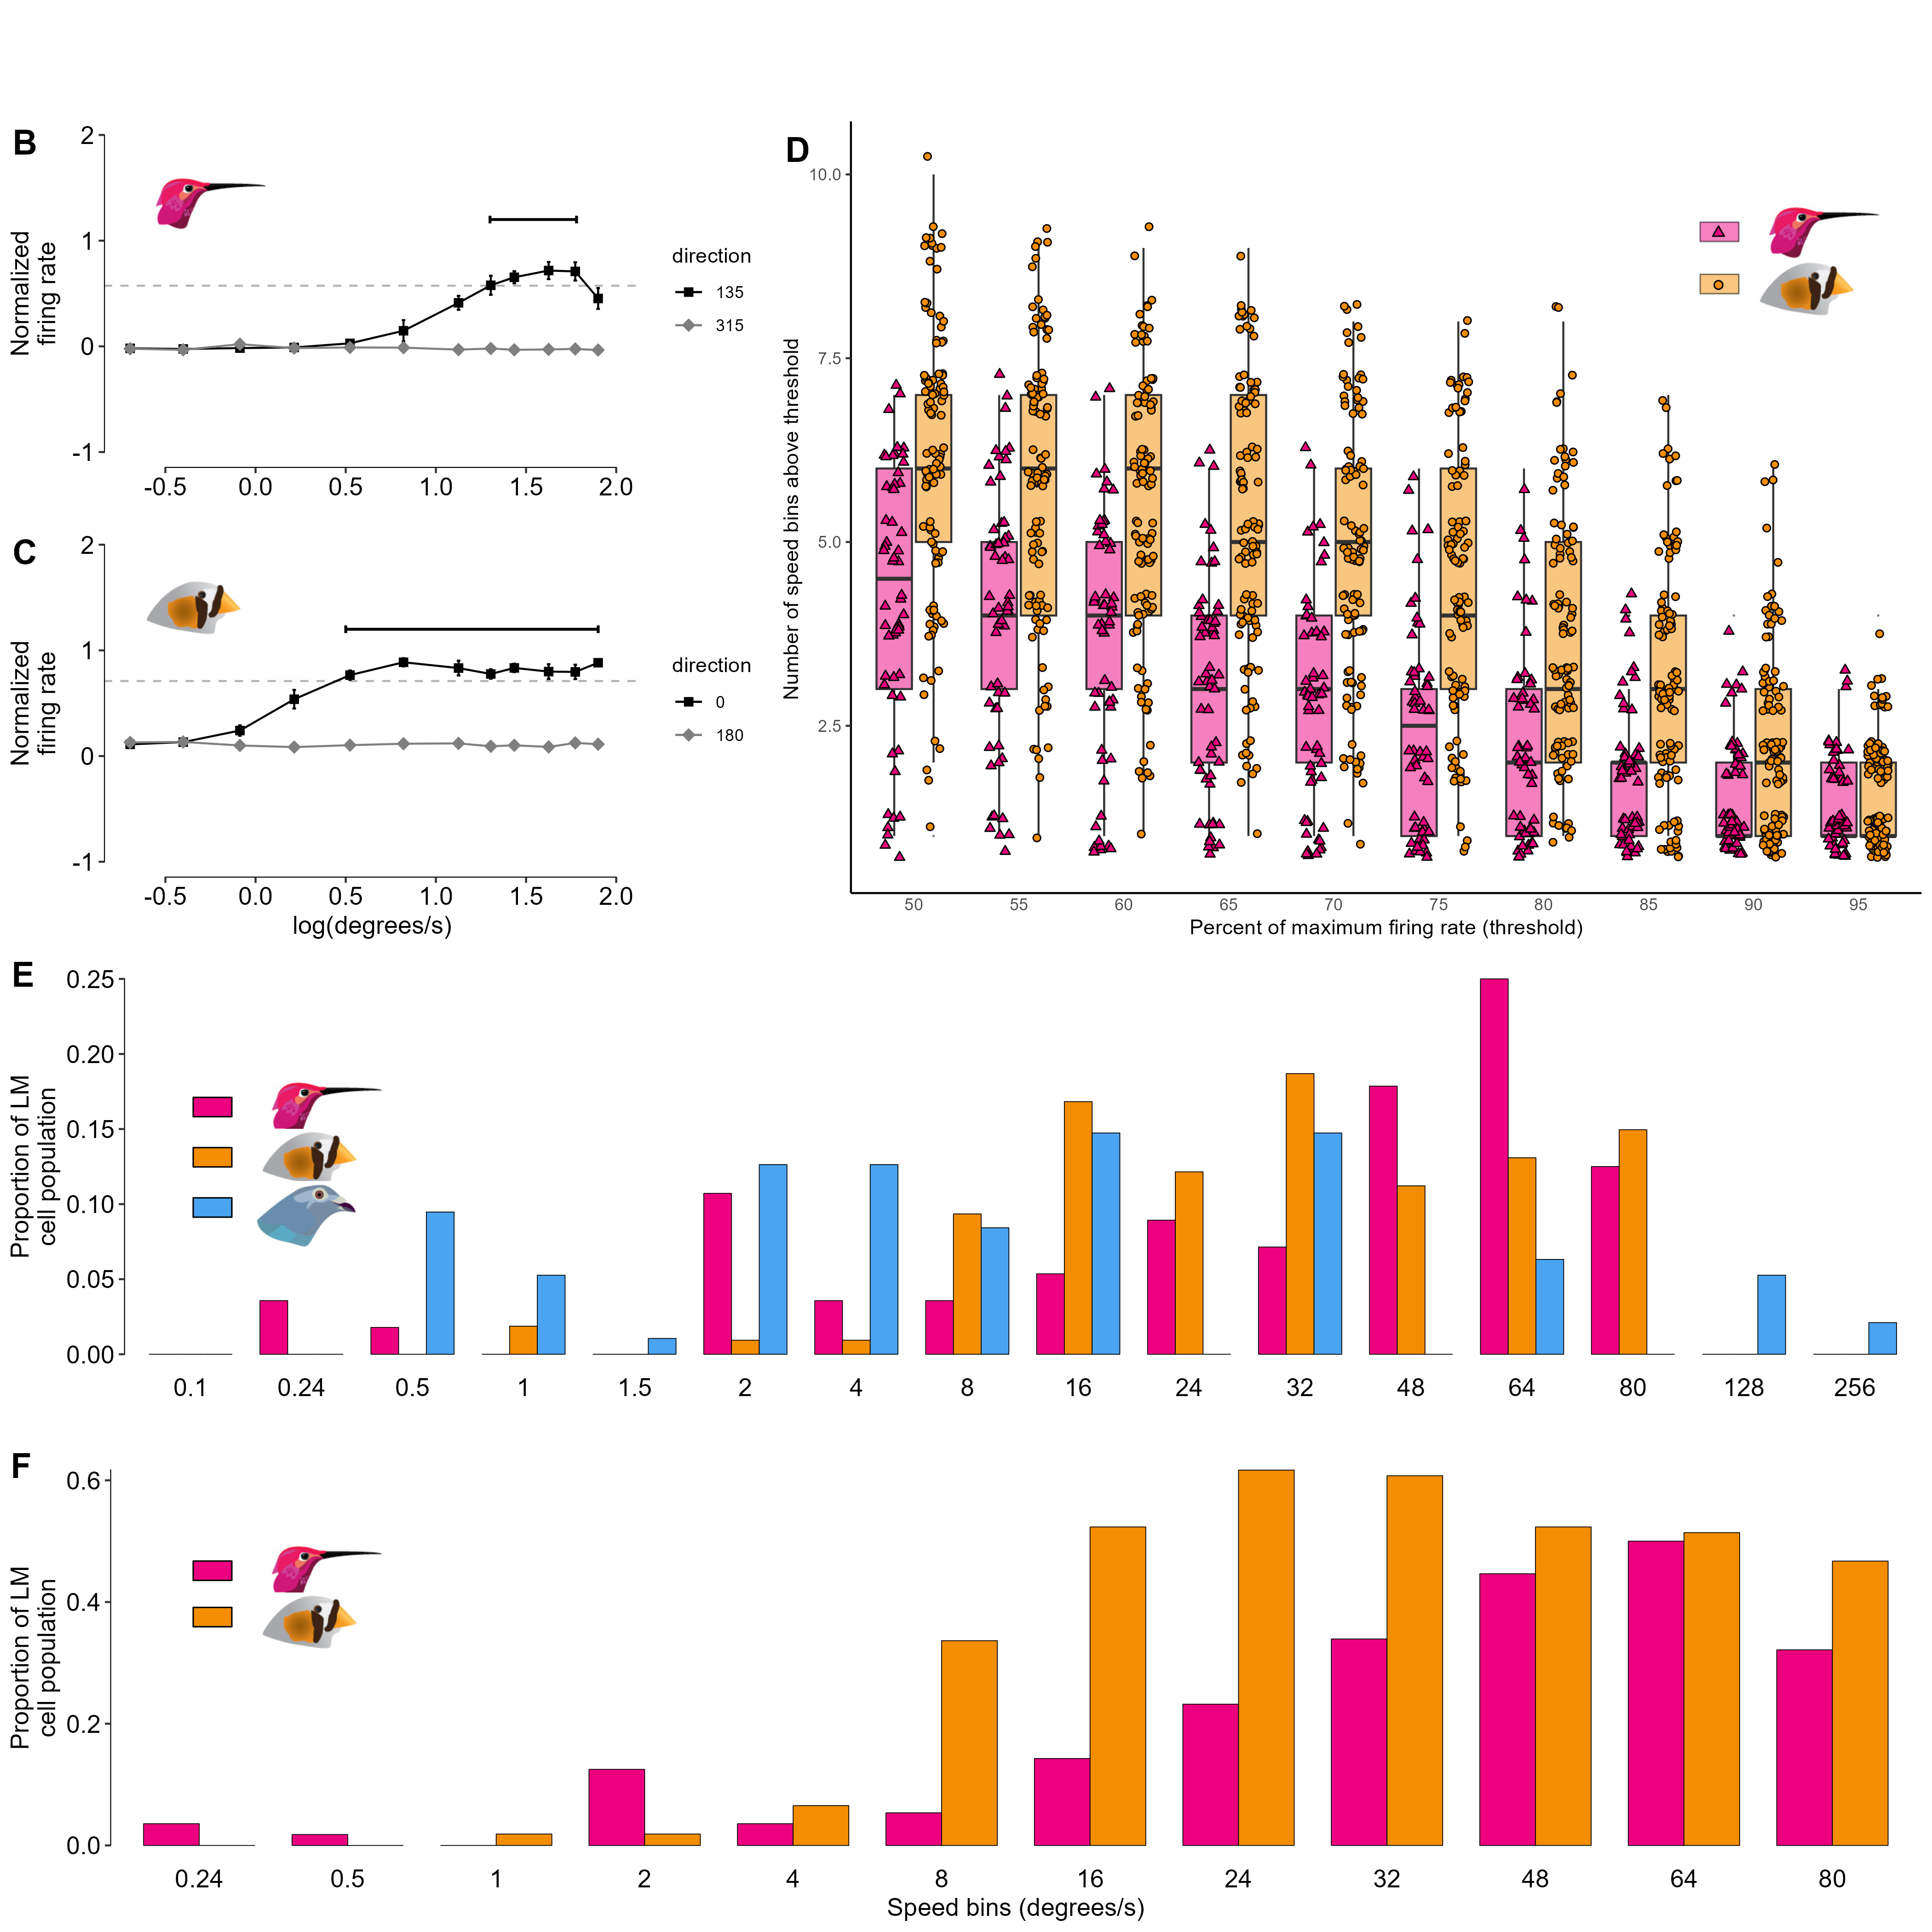 B
2
1
0
-1
Normalized
firing rate
-0.5 0.0 0.5 1.0 1.5 2.0
direction
135
315
C
2
1
0
-1
Normalized
firing rate
-0.5 0.0 0.5 1.0 1.5 2.0
log(degrees/s)
direction
0
180
D
10.0
7.5
5.0
2.5
Number of speed bins above threshold
50 55 60 65 70 75 80 85 90 95
Percent of maximum firing rate (threshold)
E
0.25
0.20
0.15
0.10
0.05
0.00
Proportion of LM
cell population
0.1 0.24 0.5 1 1.5 2 4 8 16 24 32 48 64 80 128 256
F
0.6
0.4
0.2
0.0
Proportion of LM
cell population
0.24 0.5 1 2 4 8 16 24 32 48 64 80
Speed bins (degrees/s)